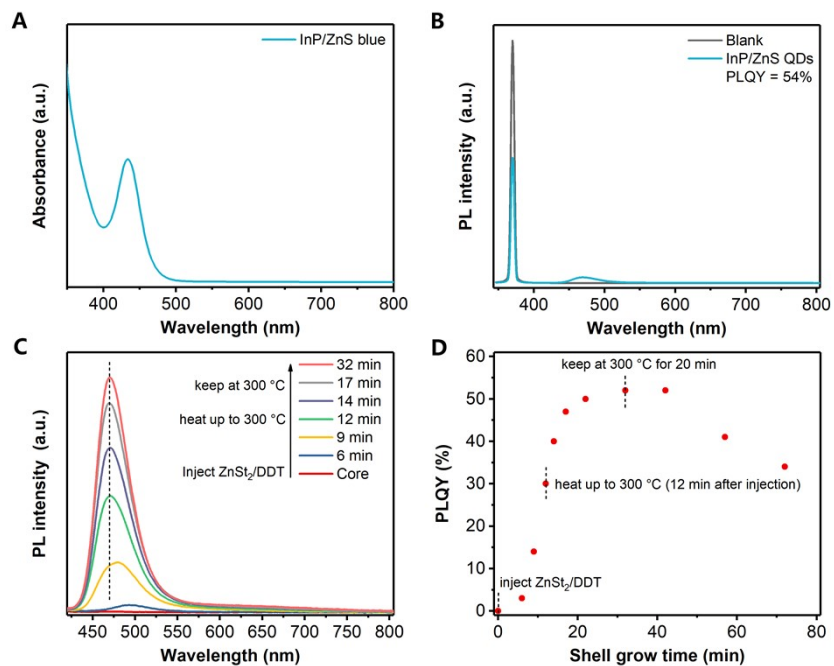 A
InP/ZnS blue
Absorbance (a.u.)
400 500 600 700 800
Wavelength (nm)
B
Blank
InP/ZnS QDs
PLQY = 54%
PL intensity (a.u.)
400 500 600 700 800
Wavelength (nm)
C
32 min
keep at 300 °C
17 min
14 min
heat up to 300 °C
12 min
9 min
6 min
Inject ZnSt₂/DDT
Core
PL intensity (a.u.)
450 500 550 600 650 700 750 800
Wavelength (nm)
D
60
keep at 300 °C for 20 min
50
40
30
heat up to 300 °C (12 min after injection)
20
10
inject ZnSt₂/DDT
0
PLQY (%)
0 20 40 60 80
Shell grow time (min)